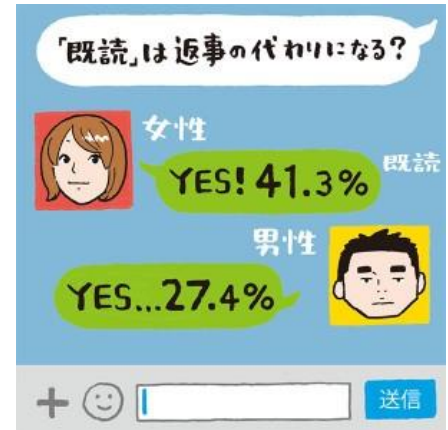 「既読」は返事の代わりになる?
女性
YES! 41.3%
既読
男性
YES...27.4%
送信